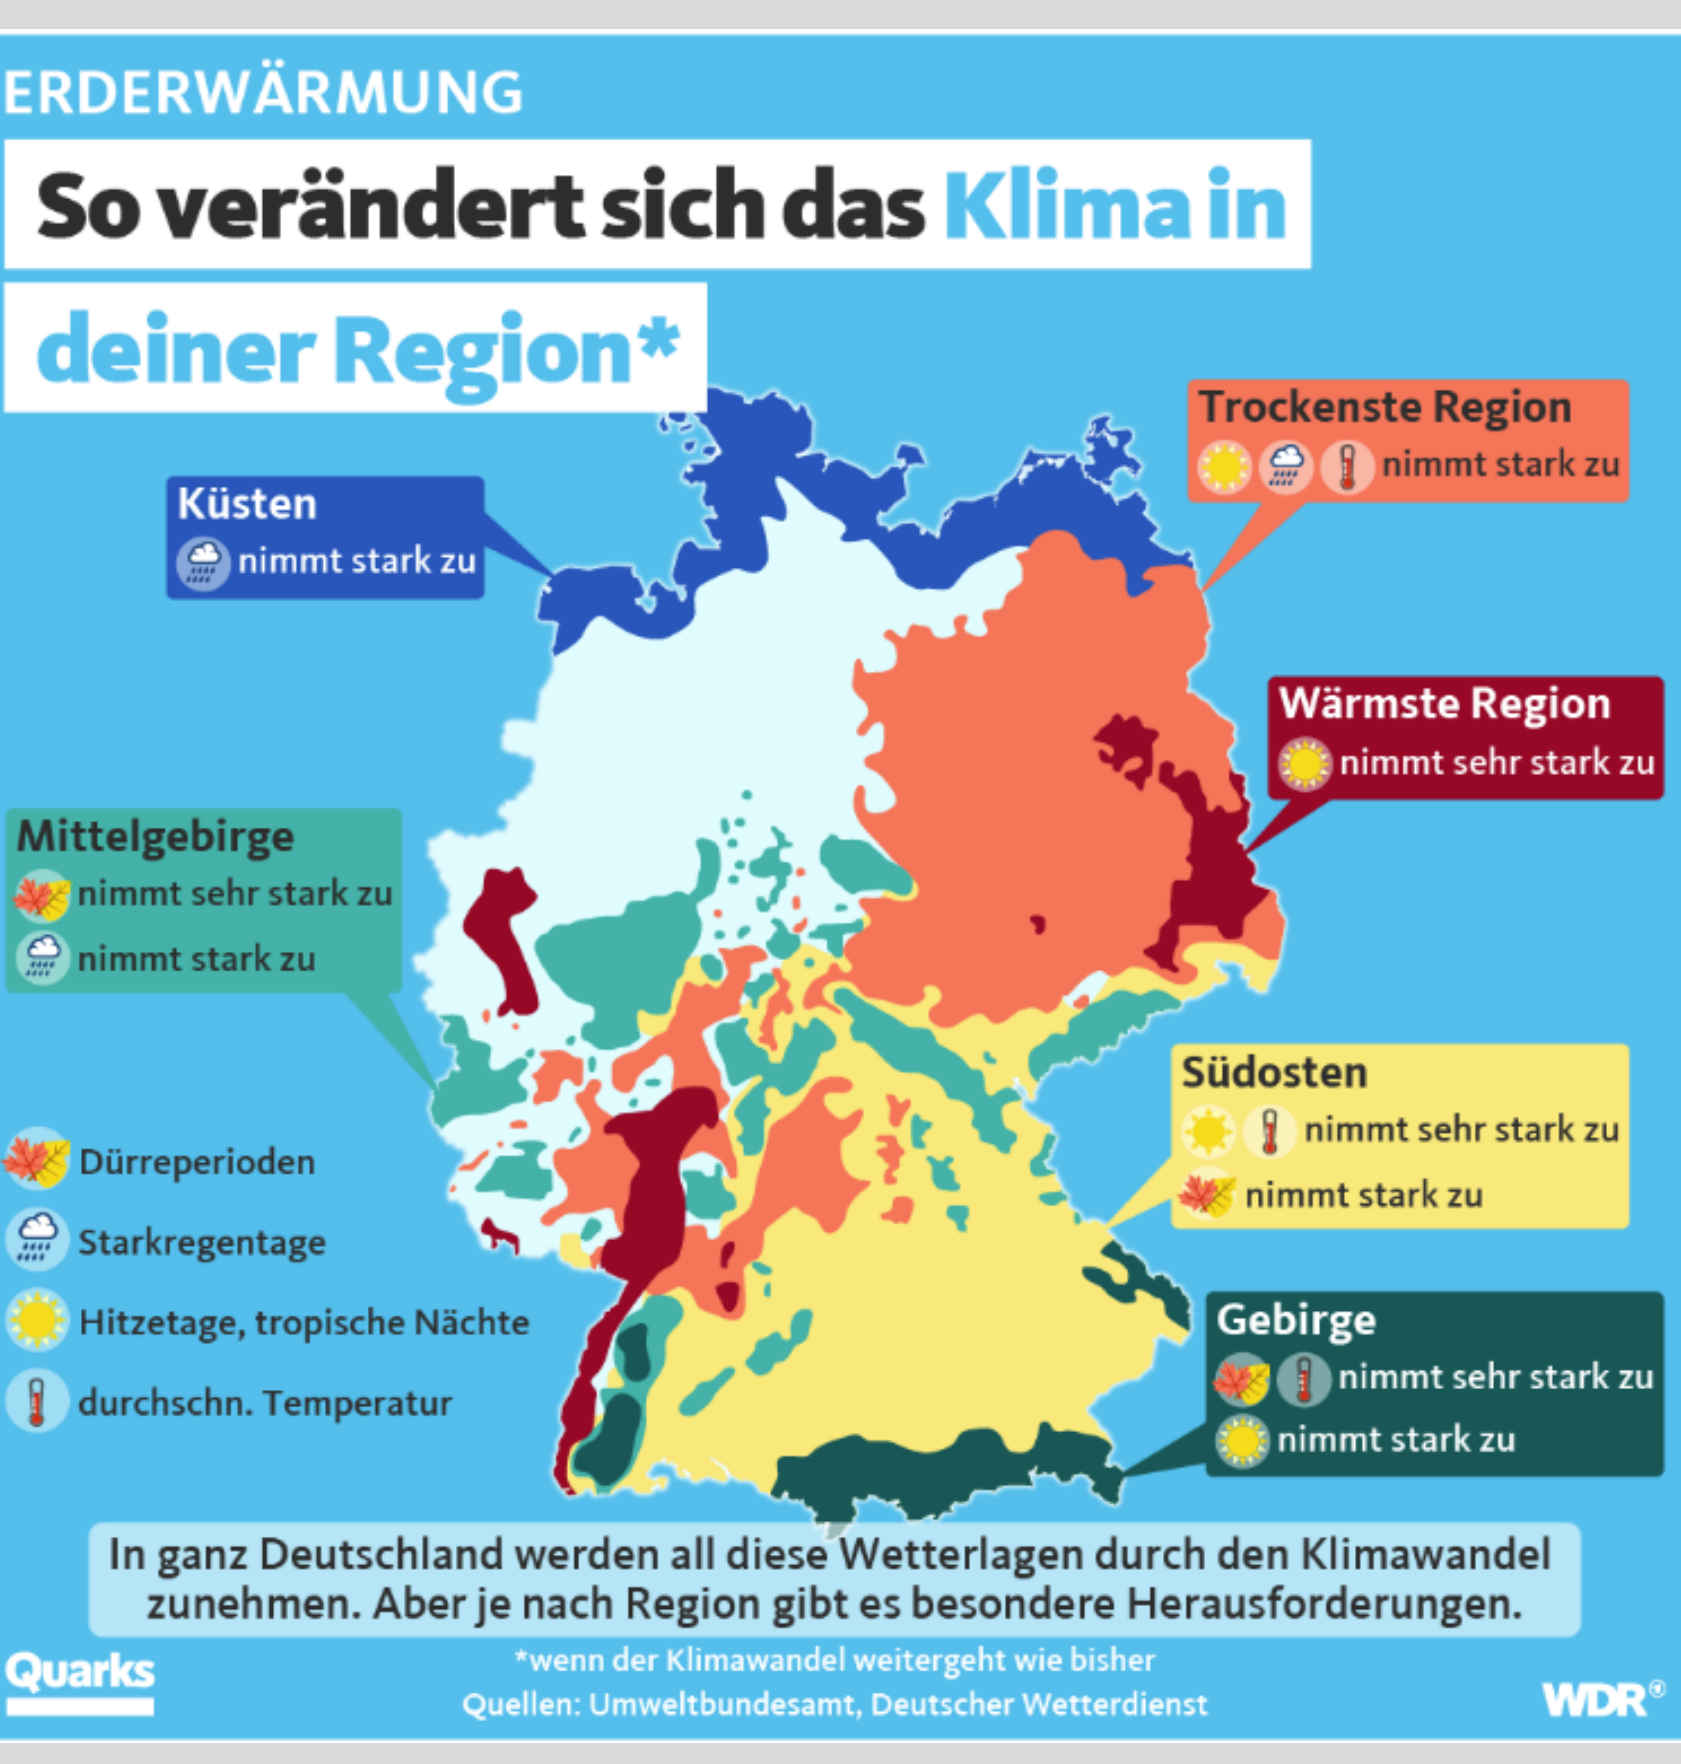 ERDERWÄRMUNG
So verändert sich das Klima in
deiner Region*
Trockenste Region
nimmt stark zu
Küsten
nimmt stark zu
Wärmste Region
nimmt sehr stark zu
Mittelgebirge
nimmt sehr stark zu
nimmt stark zu
Südosten
nimmt sehr stark zu
nimmt stark zu
Dürreperioden
Starkregentage
Hitzetage, tropische Nächte
durchschn. Temperatur
Gebirge
nimmt sehr stark zu
nimmt stark zu
In ganz Deutschland werden all diese Wetterlagen durch den Klimawandel
zunehmen. Aber je nach Region gibt es besondere Herausforderungen.
*wenn der Klimawandel weitergeht wie bisher
Quellen: Umweltbundesamt, Deutscher Wetterdienst
Quarks
WDR